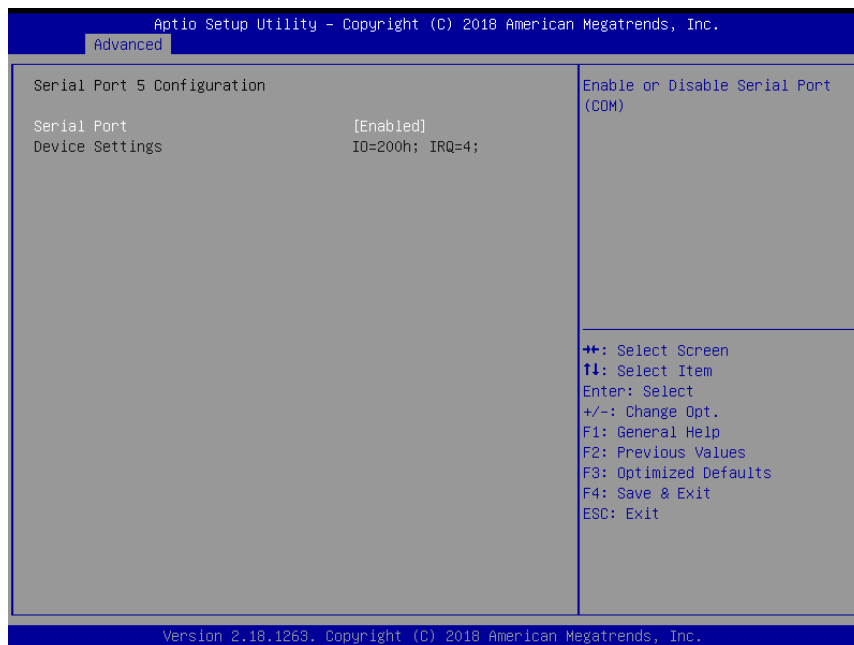 Aptio Setup Utility – Copyright (C) 2018 American Megatrends, Inc.
Advanced
Serial Port 5 Configuration
Serial Port [Enabled]
Device Settings IO=200h; IRQ=4;
Enable or Disable Serial Port
(COM)
→←: Select Screen
↑↓: Select Item
Enter: Select
+/-: Change Opt.
F1: General Help
F2: Previous Values
F3: Optimized Defaults
F4: Save & Exit
ESC: Exit
Version 2.18.1263. Copyright (C) 2018 American Megatrends, Inc.